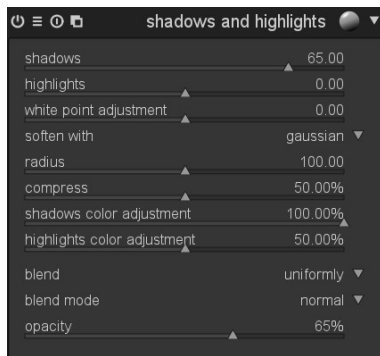 shadows and highlights
shadows 65.00
highlights 0.00
white point adjustment 0.00
soften with gaussian
radius 100.00
compress 50.00%
shadows color adjustment 100.00%
highlights color adjustment 50.00%
blend uniformly
blend mode normal
opacity 65%